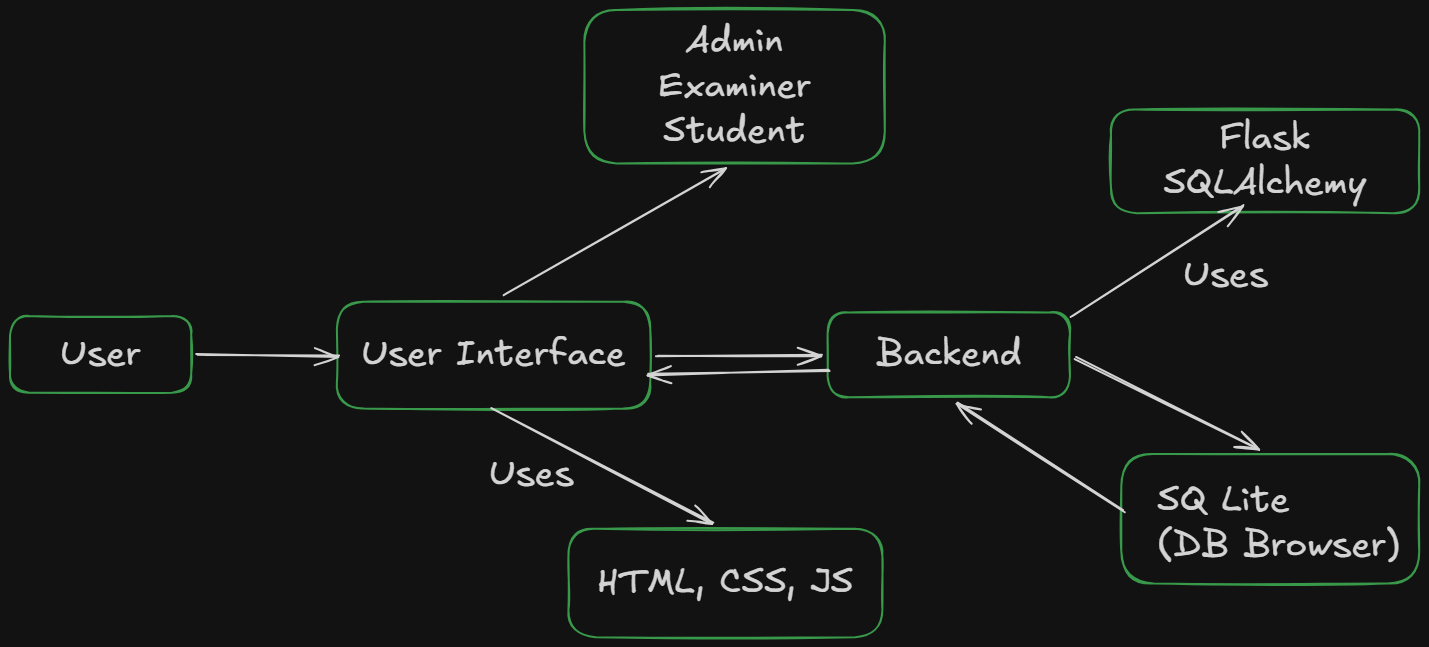 Admin
Examiner
Student
Flask
SQLAlchemy
Uses
User
User Interface
Backend
Uses
SQ Lite
(DB Browser)
HTML, CSS, JS